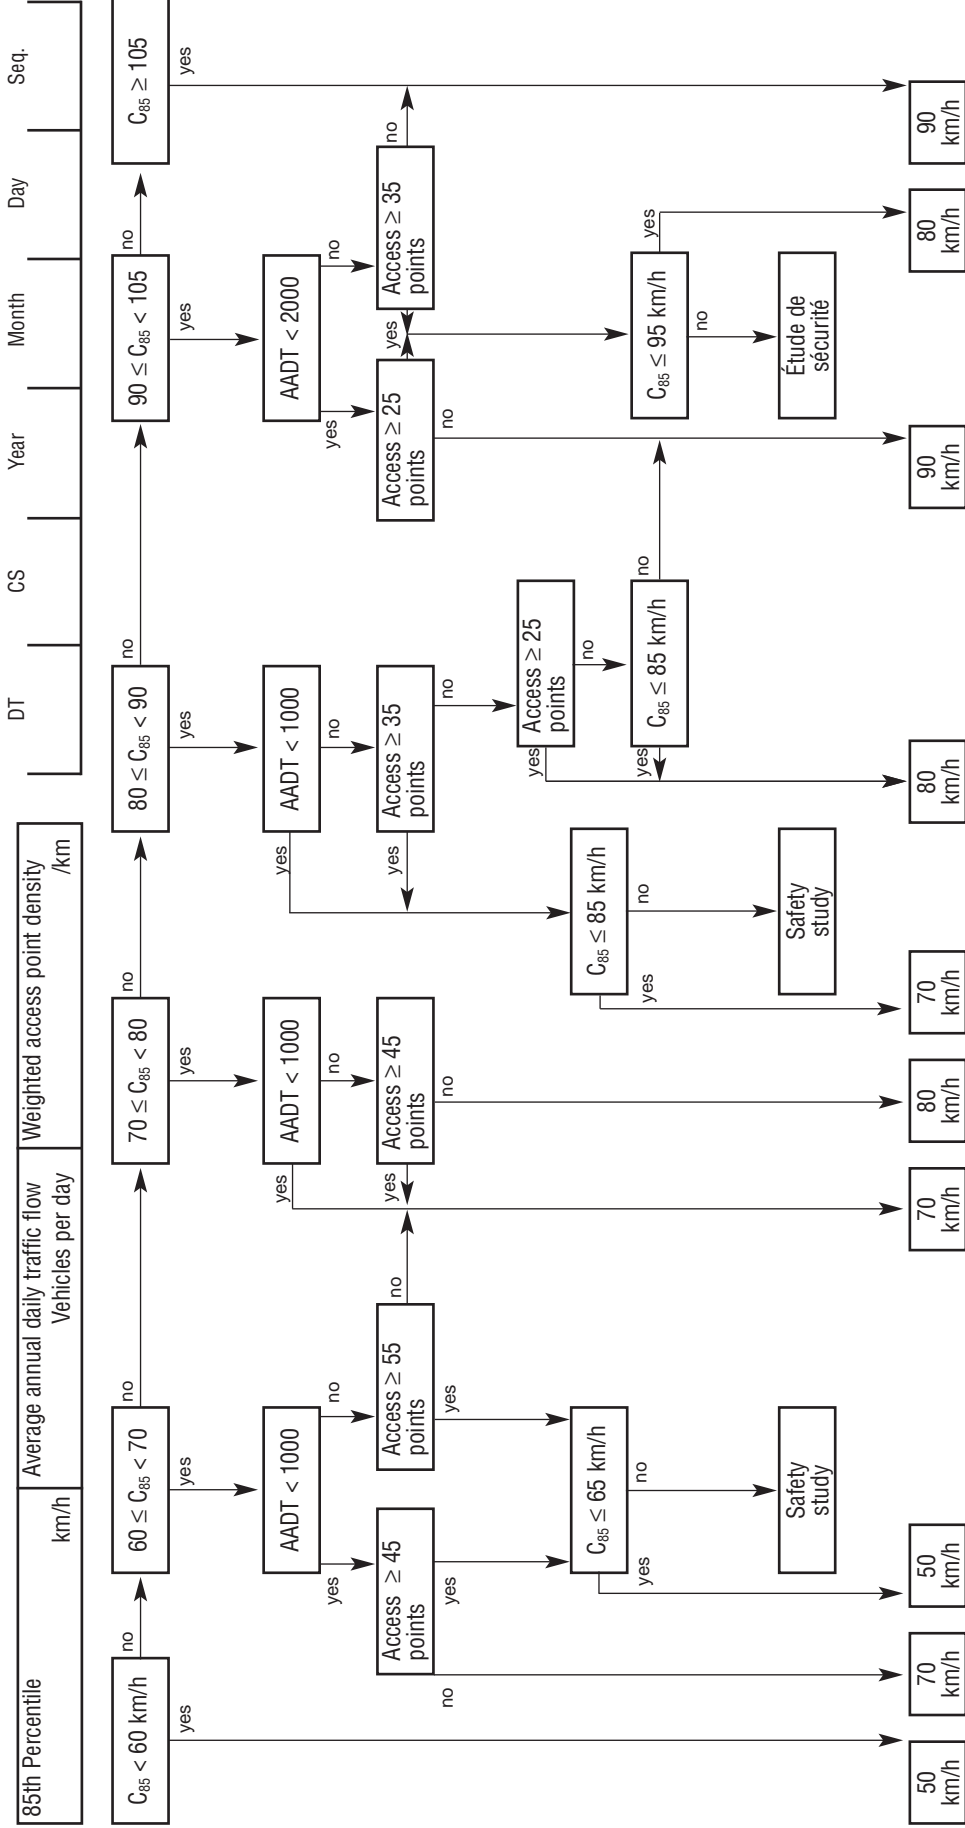 DT
CS
Year
Month
Day
Seq.
85th Percentile
km/h
Average annual daily traffic flow
Vehicles per day
Weighted access point density
/km
C85 < 60 km/h
no
60 ≤ C85 < 70
no
70 ≤ C85 < 80
no
80 ≤ C85 < 90
no
90 ≤ C85 < 105
no
C85 ≥ 105
yes
yes
yes
yes
yes
yes
AADT < 1000
yes
no
AADT < 1000
yes
no
AADT < 1000
yes
no
AADT < 2000
yes
no
Access ≥ 45
points
no
yes
Access ≥ 55
points
yes
no
Access ≥ 45
points
yes
no
Access ≥ 35
points
yes
no
Access ≥ 25
points
yes
no
Access ≥ 35
points
yes
no
Access ≥ 25
points
yes
no
C85 ≤ 65 km/h
yes
no
C85 ≤ 85 km/h
yes
no
C85 ≤ 85 km/h
yes
no
C85 ≤ 95 km/h
no
yes
Safety
study
Safety
study
Étude de
sécurité
50
km/h
70
km/h
50
km/h
70
km/h
80
km/h
70
km/h
80
km/h
90
km/h
80
km/h
90
km/h